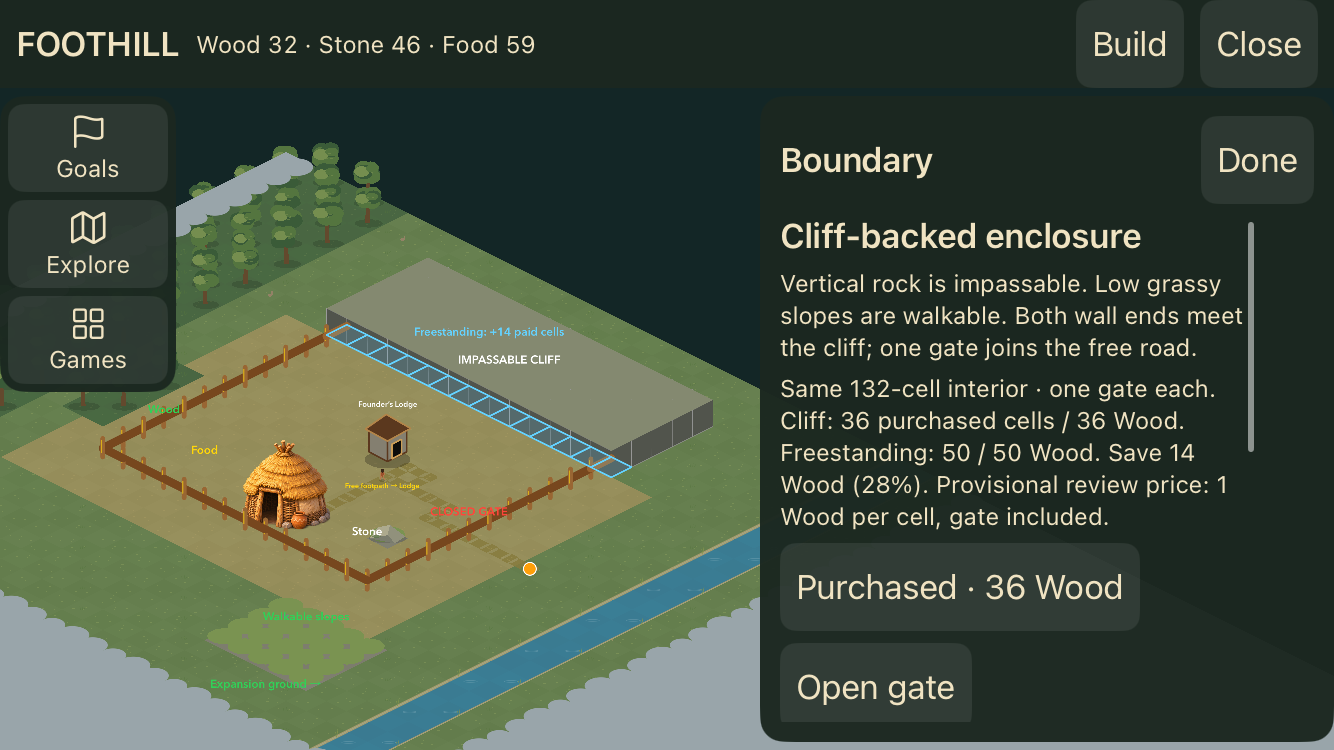 FOOTHILL
Wood 32 · Stone 46 · Food 59
Build
Close
Goals
Explore
Games
Freestanding: +14 paid cells
IMPASSABLE CLIFF
Founder's Lodge
Wood
Food
Free footpath → Lodge
CLOSED GATE
Stone
Walkable slopes
Expansion ground
Boundary
Done
Cliff-backed enclosure
Vertical rock is impassable. Low grassy
slopes are walkable. Both wall ends meet
the cliff; one gate joins the free road.
Same 132-cell interior · one gate each.
Cliff: 36 purchased cells / 36 Wood.
Freestanding: 50 / 50 Wood. Save 14
Wood (28%). Provisional review price: 1
Wood per cell, gate included.
Purchased · 36 Wood
Open gate